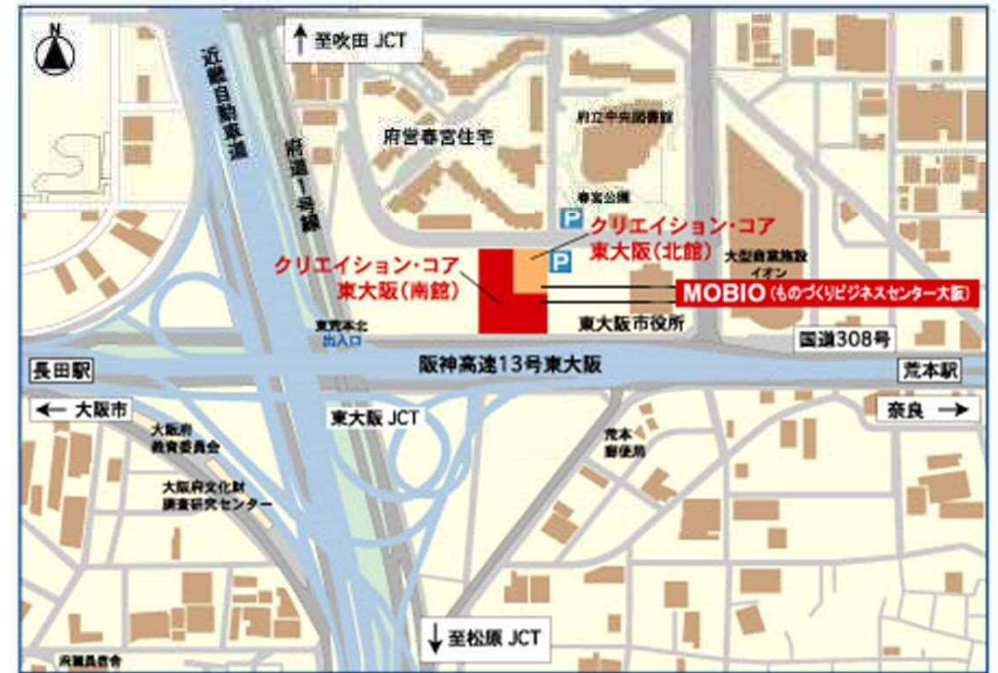 N
至吹田 JCT
近畿自動車道
府道1号線
府営春宮住宅
府立中央図書館
春宮公園
P
クリエイション・コア
東大阪(北館)
P
クリエイション・コア
東大阪(南館)
大型商業施設
イオン
MOBIO(ものづくりビジネスセンター大阪)
東大阪市役所
東荒本北
出入口
国道308号
阪神高速13号東大阪
長田駅
荒本駅
大阪市
奈良
東大阪 JCT
大阪府
教育委員会
荒本
郵便局
大阪府文化財
調査研究センター
至松原 JCT
府職員宿舎